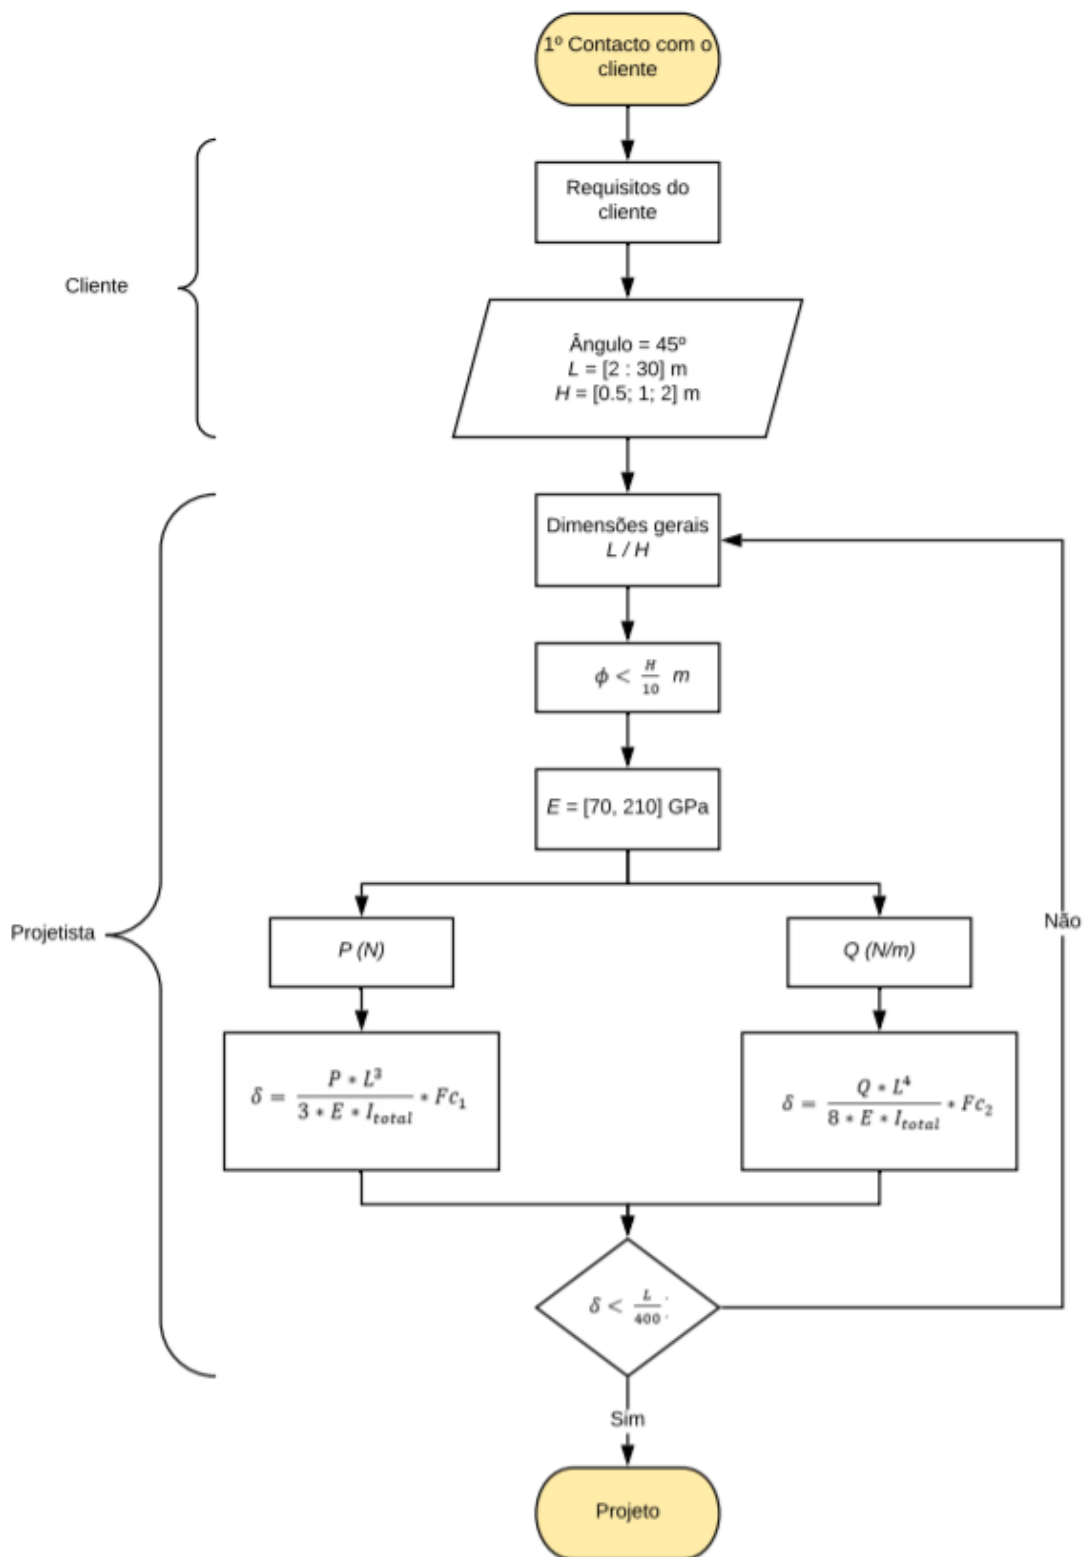 1º Contacto com o
cliente
Requisitos do
cliente
Cliente
Ângulo = 45º
L = [2 : 30] m
H = [0.5; 1; 2] m
Dimensões gerais
L / H
ϕ < H/10 m
E = [70, 210] GPa
Projetista
P (N)
Q (N/m)
Não
δ = P * L³ / 3 * E * I_total * Fc₁
δ = Q * L⁴ / 8 * E * I_total * Fc₂
δ < L/400.
Sim
Projeto